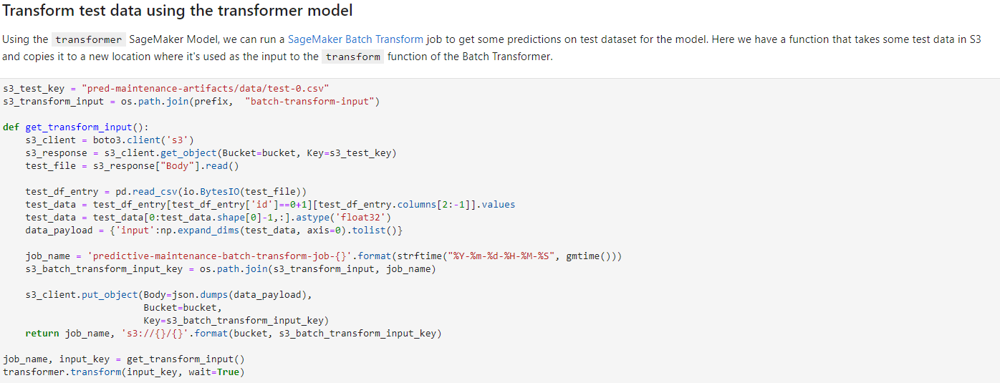 Transform test data using the transformer model
Using the transformer SageMaker Model, we can run a SageMaker Batch Transform job to get some predictions on test dataset for the model. Here we have a function that takes some test data in S3
and copies it to a new location where it's used as the input to the transform function of the Batch Transformer.
s3_test_key = "pred-maintenance-artifacts/data/test-0.csv"
s3_transform_input = os.path.join(prefix,  "batch-transform-input")
def get_transform_input():
    s3_client = boto3.client('s3')
    s3_response = s3_client.get_object(Bucket=bucket, Key=s3_test_key)
    test_file = s3_response["Body"].read()
    test_df_entry = pd.read_csv(io.BytesIO(test_file))
    test_data = test_df_entry[test_df_entry['id']==0+1][test_df_entry.columns[2:-1]].values
    test_data = test_data[0:test_data.shape[0]-1,:].astype('float32')
    data_payload = {'input':np.expand_dims(test_data, axis=0).tolist()}
    job_name = 'predictive-maintenance-batch-transform-job-{}'.format(strftime("%Y-%m-%d-%H-%M-%S", gmtime()))
    s3_batch_transform_input_key = os.path.join(s3_transform_input, job_name)
    s3_client.put_object(Body=json.dumps(data_payload),
                         Bucket=bucket,
                         Key=s3_batch_transform_input_key)
    return job_name, 's3://{}/{}'.format(bucket, s3_batch_transform_input_key)
job_name, input_key = get_transform_input()
transformer.transform(input_key, wait=True)